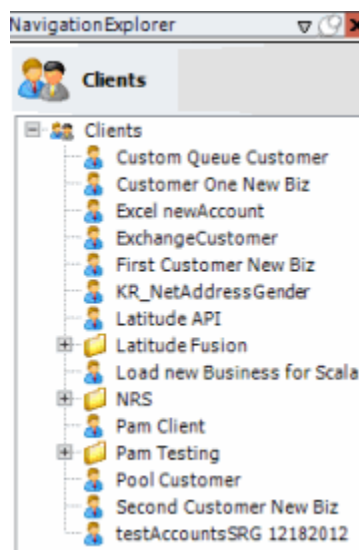 NavigationExplorer
Clients
Clients
Custom Queue Customer
Customer One New Biz
Excel newAccount
ExchangeCustomer
First Customer New Biz
KR_NetAddressGender
Latitude API
Latitude Fusion
Load new Business for Scala
NRS
Pam Client
Pam Testing
Pool Customer
Second Customer New Biz
testAccountsSRG 12182012